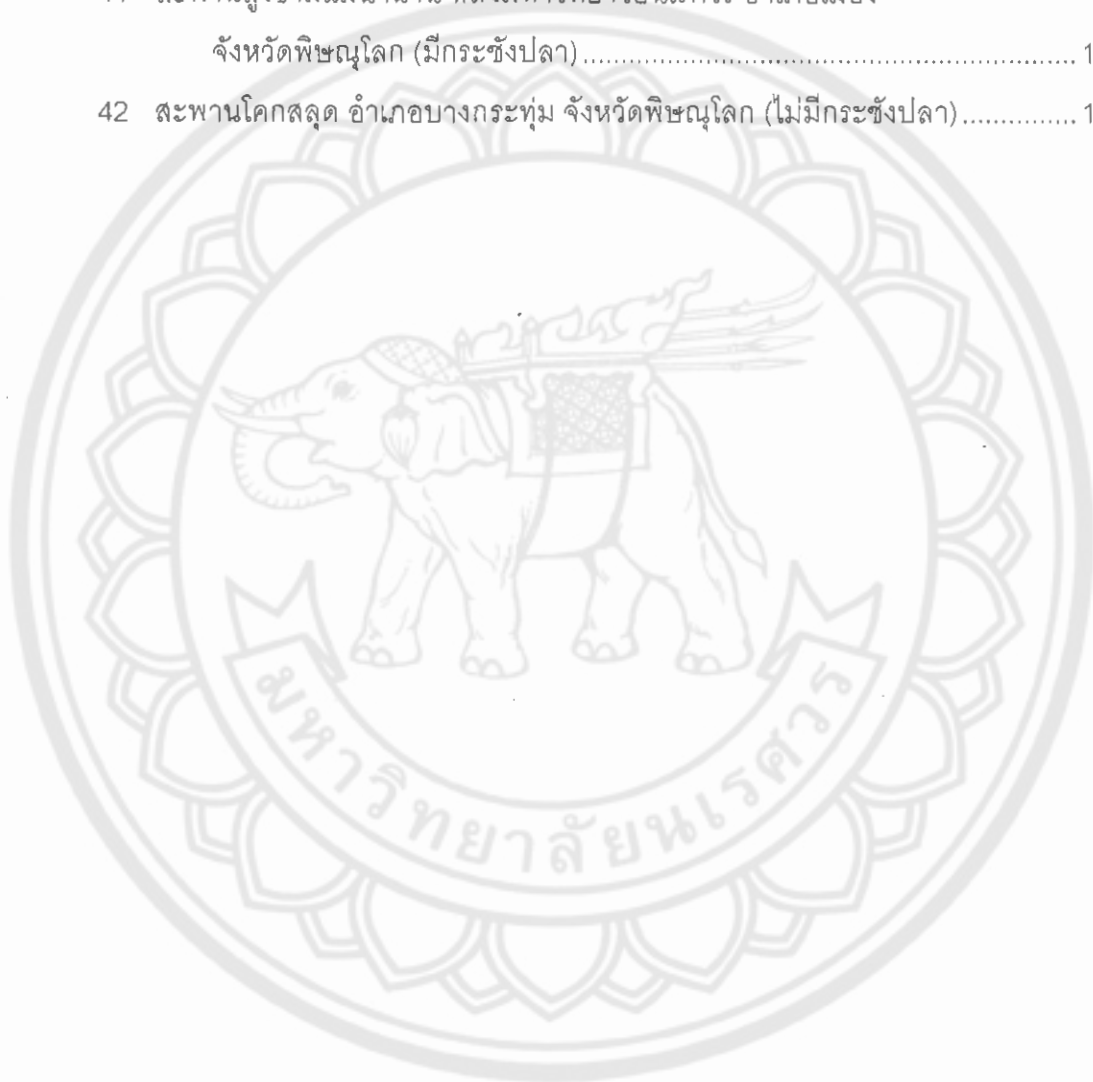 จังหวัดพิษณุโลก (มีกระชังปลา) ............................................................ 1
42 สะพานโคกสลุด อำเภอบางกระทุ่ม จังหวัดพิษณุโลก (ไม่มีกระชังปลา) ............... 1
มหาวิทยาลัยนเรศวร